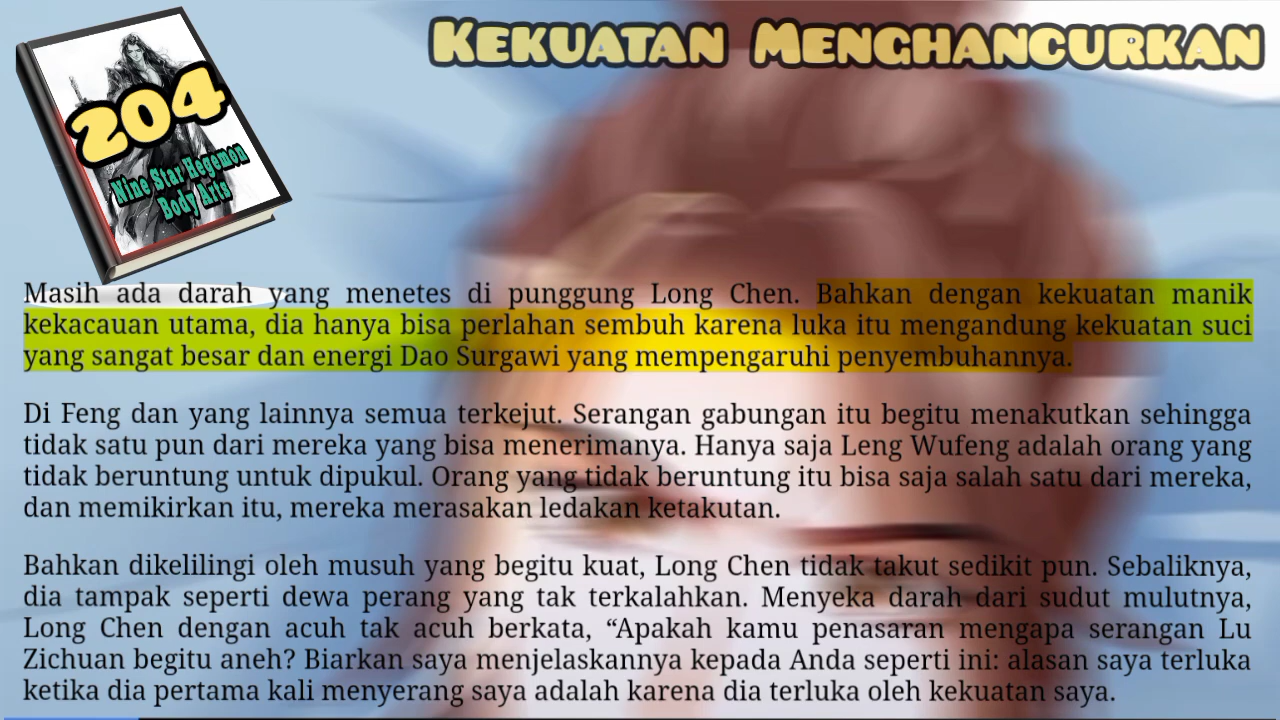 KEKUATAN MENGHANCURKAN
204
Nine Star Hegemon
Body Arts
Masih ada darah yang menetes di punggung Long Chen. Bahkan dengan kekuatan manik
kekacauan utama, dia hanya bisa perlahan sembuh karena luka itu mengandung kekuatan suci
yang sangat besar dan energi Dao Surgawi yang mempengaruhi penyembuhannya.
Di Feng dan yang lainnya semua terkejut. Serangan gabungan itu begitu menakutkan sehingga
tidak satu pun dari mereka yang bisa menerimanya. Hanya saja Leng Wufeng adalah orang yang
tidak beruntung untuk dipukul. Orang yang tidak beruntung itu bisa saja salah satu dari mereka,
dan memikirkan itu, mereka merasakan ledakan ketakutan.
Bahkan dikelilingi oleh musuh yang begitu kuat, Long Chen tidak takut sedikit pun. Sebaliknya,
dia tampak seperti dewa perang yang tak terkalahkan. Menyeka darah dari sudut mulutnya,
Long Chen dengan acuh tak acuh berkata, “Apakah kamu penasaran mengapa serangan Lu
Zichuan begitu aneh? Biarkan saya menjelaskannya kepada Anda seperti ini: alasan saya terluka
ketika dia pertama kali menyerang saya adalah karena dia terluka oleh kekuatan saya.